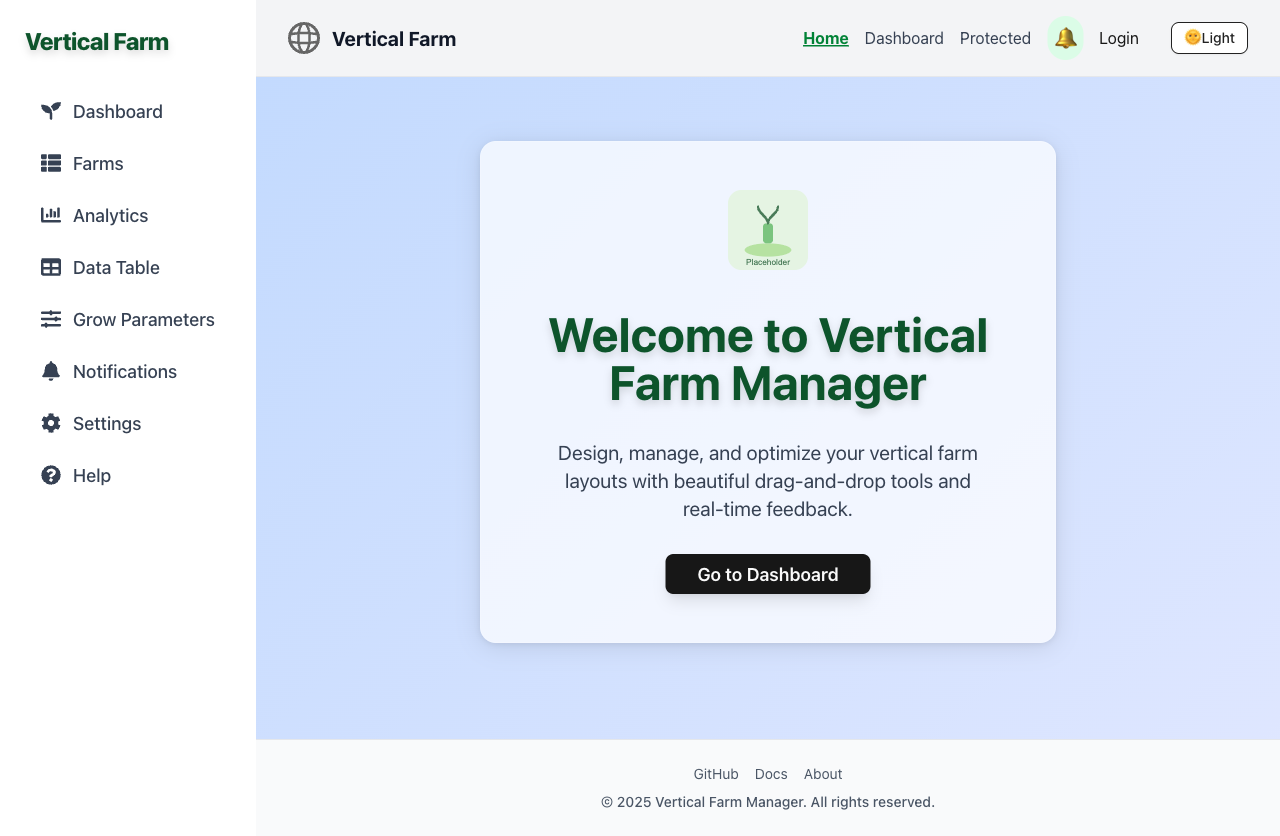 Vertical Farm
Dashboard
Farms
Analytics
Data Table
Grow Parameters
Notifications
Settings
Help
Vertical Farm
Home Dashboard Protected 🔔 Login 🌞Light
Placeholder
Welcome to Vertical
Farm Manager
Design, manage, and optimize your vertical farm
layouts with beautiful drag-and-drop tools and
real-time feedback.
Go to Dashboard
GitHub Docs About
© 2025 Vertical Farm Manager. All rights reserved.